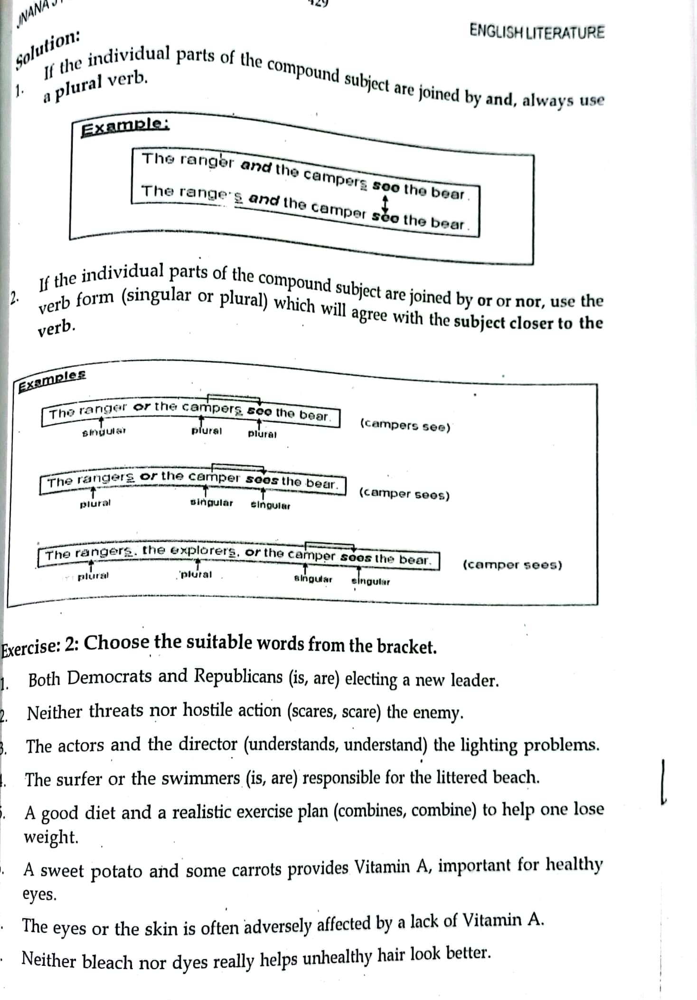 ENGLISH LITERATURE
Solution:
1. If the individual parts of the compound subject are joined by and, always use
a plural verb.
Example:
The ranger and the campers see the bear.
The rangers and the camper see the bear.
2. If the individual parts of the compound subject are joined by or or nor, use the
verb form (singular or plural) which will agree with the subject closer to the
verb.
Examples
The ranger or the campers see the bear. (campers see)
singular plural plural
The rangers or the camper sees the bear. (camper sees)
plural singular singular
The rangers, the explorers, or the camper sees the bear. (camper sees)
plural plural singular singular
Exercise: 2: Choose the suitable words from the bracket.
1. Both Democrats and Republicans (is, are) electing a new leader.
2. Neither threats nor hostile action (scares, scare) the enemy.
3. The actors and the director (understands, understand) the lighting problems.
The surfer or the swimmers (is, are) responsible for the littered beach.
A good diet and a realistic exercise plan (combines, combine) to help one lose
weight.
A sweet potato and some carrots provides Vitamin A, important for healthy
eyes.
The eyes or the skin is often adversely affected by a lack of Vitamin A.
Neither bleach nor dyes really helps unhealthy hair look better.